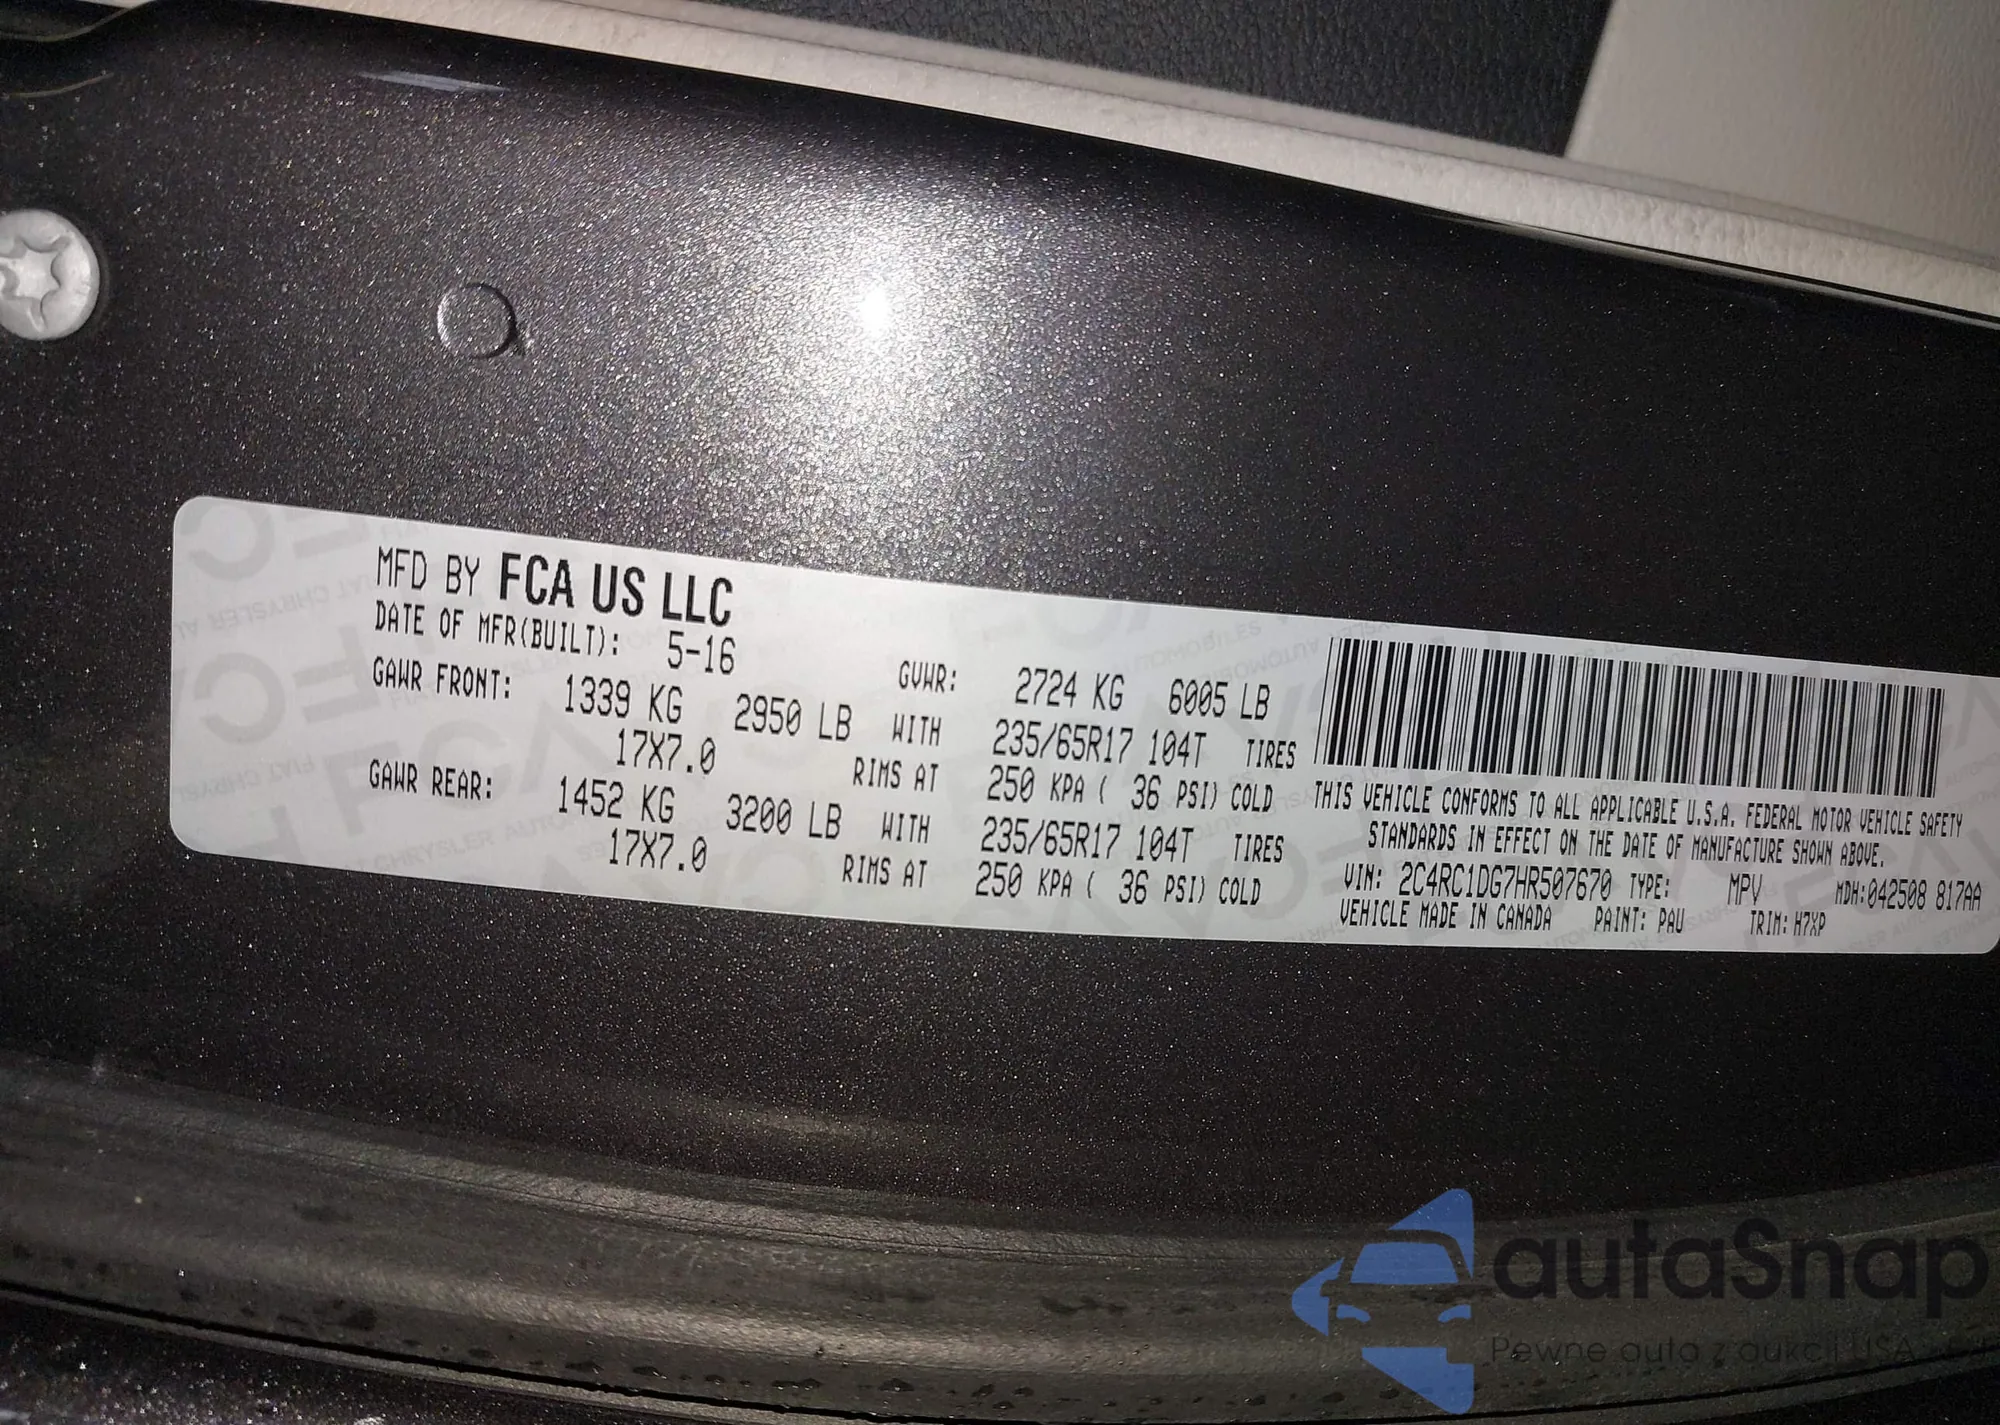 MFD BY FCA US LLC
DATE OF MFR(BUILT): 5-16
GVWR: 2724 KG 6005 LB
GAWR FRONT: 1339 KG 2950 LB WITH 235/65R17 104T TIRES
17X7.0 RIMS AT 250 KPA ( 36 PSI) COLD
GAWR REAR: 1452 KG 3200 LB WITH 235/65R17 104T TIRES
17X7.0 RIMS AT 250 KPA ( 36 PSI) COLD
THIS VEHICLE CONFORMS TO ALL APPLICABLE U.S.A. FEDERAL MOTOR VEHICLE SAFETY
STANDARDS IN EFFECT ON THE DATE OF MANUFACTURE SHOWN ABOVE.
VIN: 2C4RC1DG7HR507670 TYPE: MPV MDH:042508 817AA
VEHICLE MADE IN CANADA PAINT: PAU TRIM: H7XP
autaSnap
Pewne auta z aukcji USA